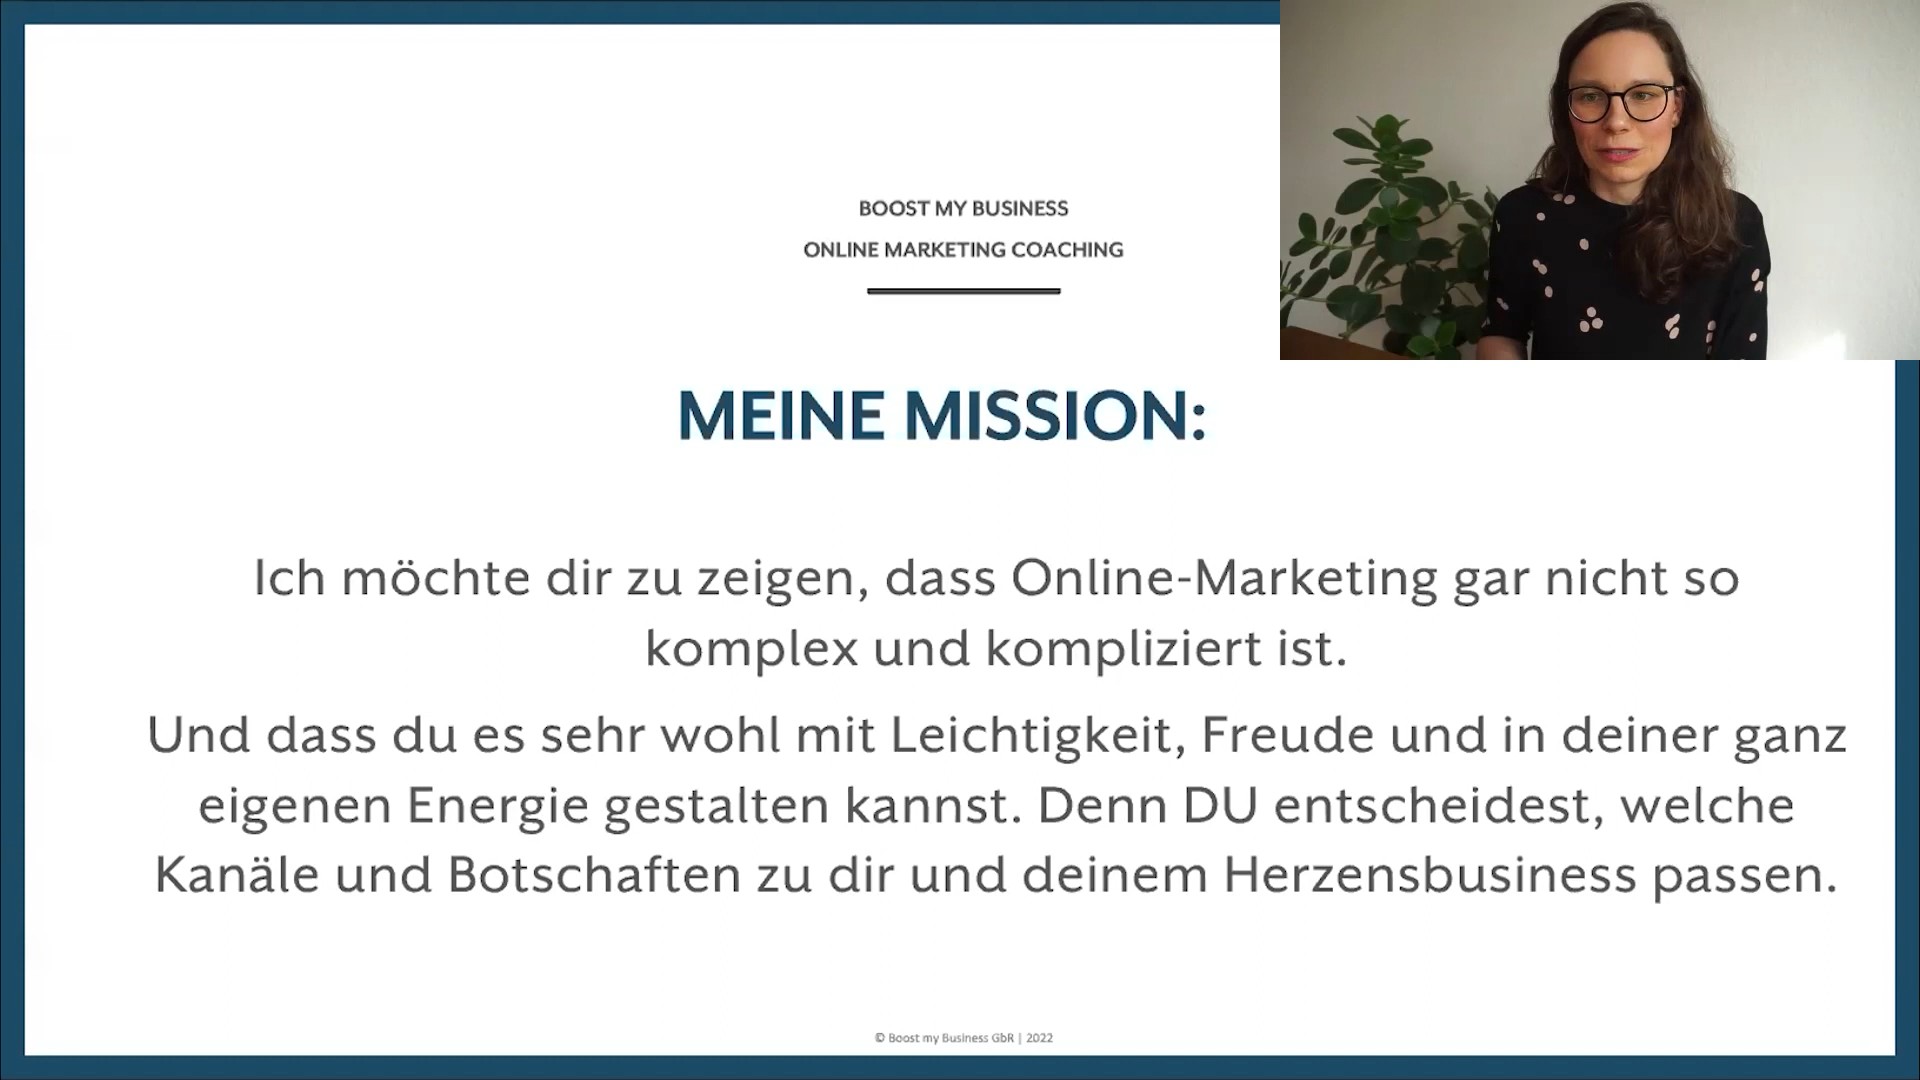 BOOST MY BUSINESS
ONLINE MARKETING COACHING
MEINE MISSION:
Ich möchte dir zu zeigen, dass Online-Marketing gar nicht so
komplex und kompliziert ist.
Und dass du es sehr wohl mit Leichtigkeit, Freude und in deiner ganz
eigenen Energie gestalten kannst. Denn DU entscheidest, welche
Kanäle und Botschaften zu dir und deinem Herzensbusiness passen.
© Boost my Business GbR | 2022